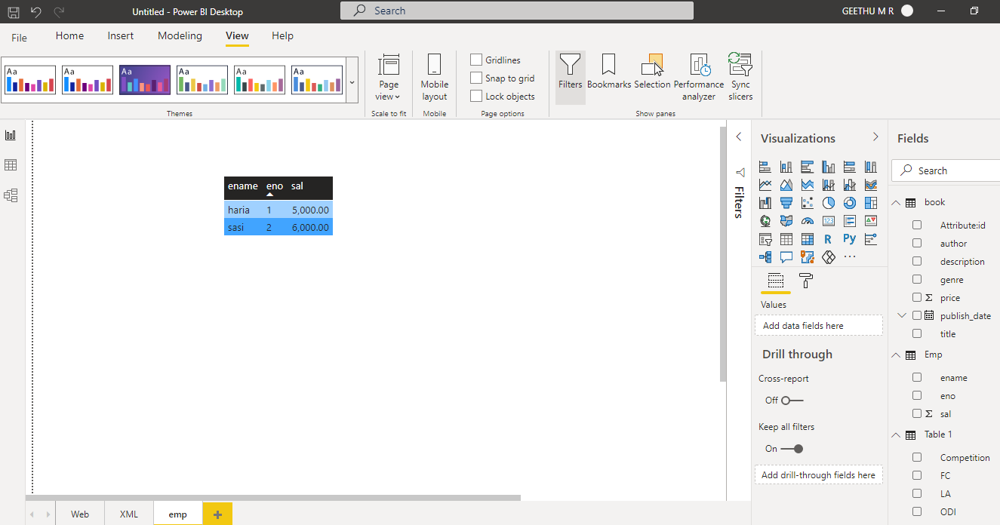 Untitled - Power BI Desktop
Search
GEETHU M R
File
Home
Insert
Modeling
View
Help
Aa
Aa
Aa
Aa
Aa
Aa
Themes
Page view
Scale to fit
Mobile layout
Mobile
Gridlines
Snap to grid
Lock objects
Page options
Filters
Bookmarks
Selection
Performance analyzer
Sync slicers
Show panes
ename eno sal
haria 1 5,000.00
sasi 2 6,000.00
Filters
Visualizations
123
R
Py
...
Values
Add data fields here
Drill through
Cross-report
Off
Keep all filters
On
Add drill-through fields here
Fields
Search
book
Attribute:id
author
description
genre
Σ price
publish_date
title
Emp
ename
eno
Σ sal
Table 1
Competition
FC
LA
ODI
Web
XML
emp
+